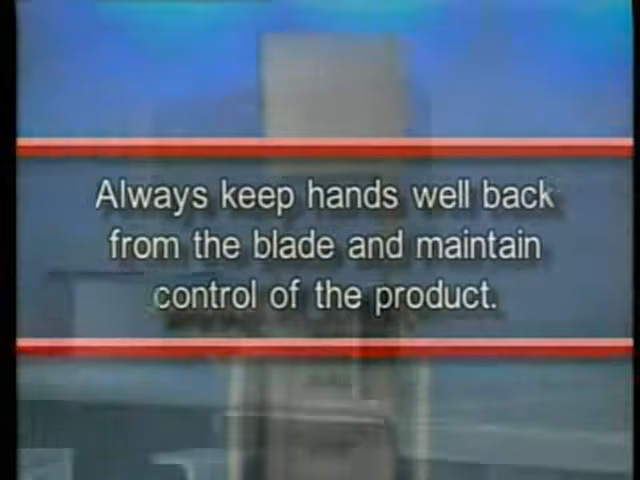 Always keep hands well back
from the blade and maintain
control of the product.